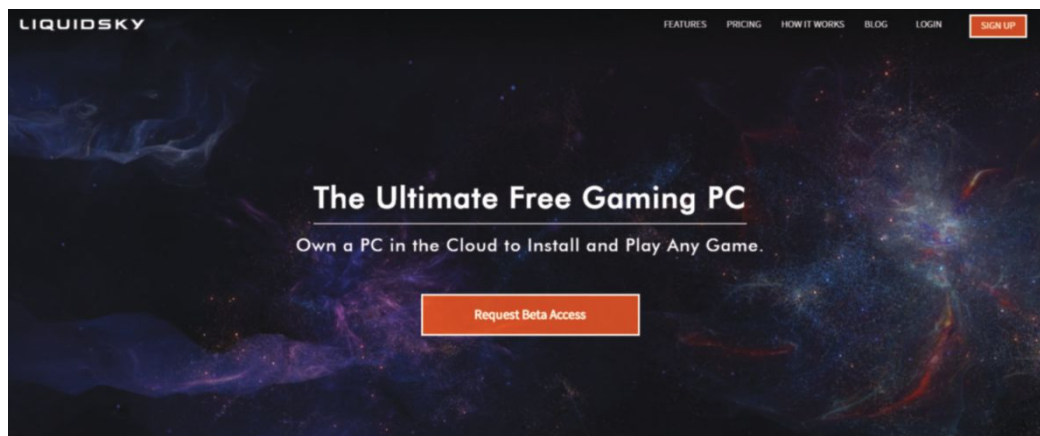 LIQUIDSKY
FEATURES PRICING HOW IT WORKS BLOG LOGIN SIGN UP
The Ultimate Free Gaming PC
Own a PC in the Cloud to Install and Play Any Game.
Request Beta Access